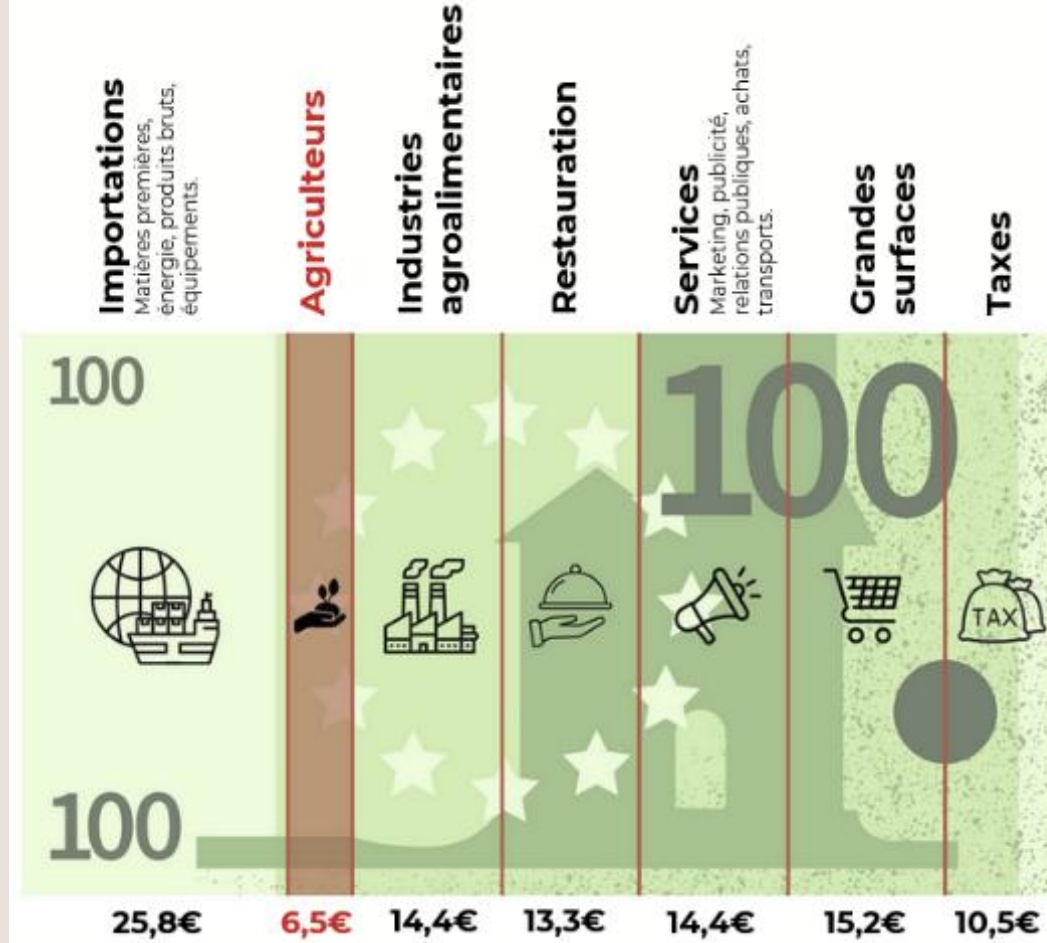 Importations
Matières premières,
énergie, produits bruts,
équipements.
Agriculteurs
Industries
agroalimentaires
Restauration
Services
Marketing, publicité,
relations publiques, achats,
transports.
Grandes
surfaces
Taxes
100
100
TAX
100
25,8€
6,5€
14,4€
13,3€
14,4€
15,2€
10,5€